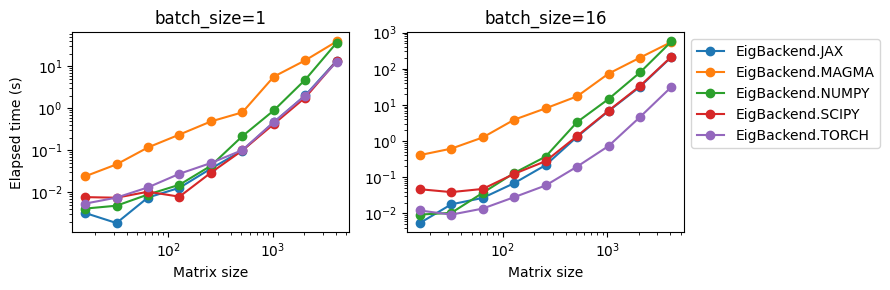 batch_size=1
batch_size=16
Elapsed time (s)
10¹
10⁰
10⁻¹
10⁻²
10²
10³
Matrix size
10³
10²
10¹
10⁰
10⁻¹
10⁻²
10²
10³
Matrix size
EigBackend.JAX
EigBackend.MAGMA
EigBackend.NUMPY
EigBackend.SCIPY
EigBackend.TORCH